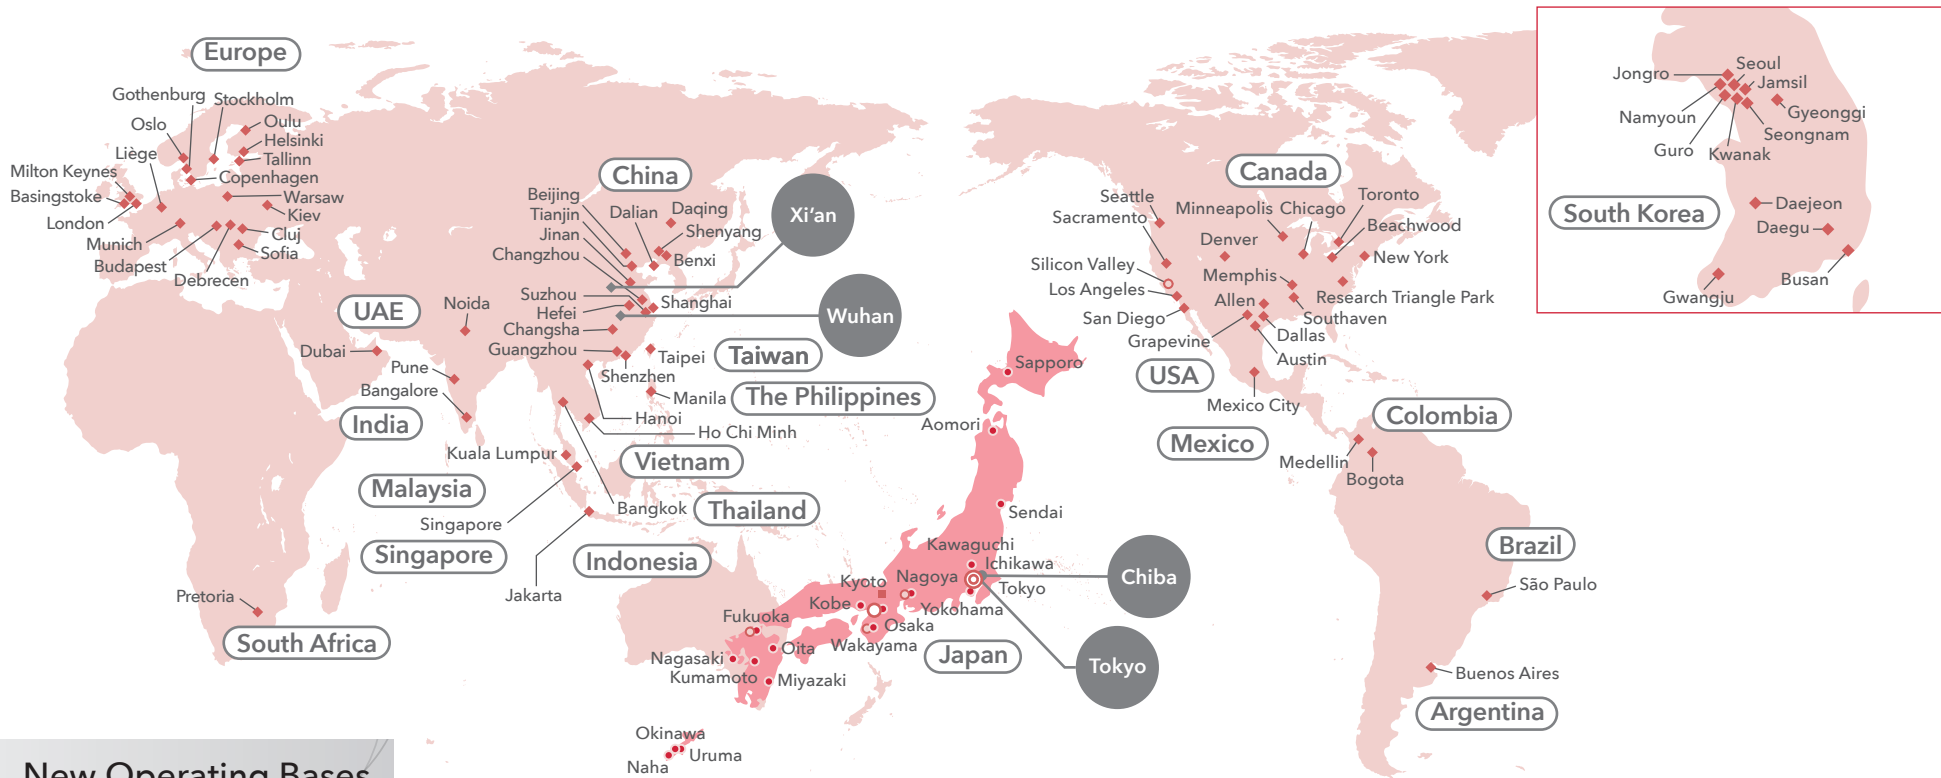 Europe
Gothenburg
Stockholm
Oslo
Oulu
Helsinki
Liège
Tallinn
Milton Keynes
Copenhagen
Basingstoke
Warsaw
London
Kiev
Munich
Cluj
Budapest
Sofia
Debrecen
UAE
Dubai
Noida
Pune
Bangalore
India
Kuala Lumpur
Malaysia
Singapore
Singapore
Pretoria
South Africa
China
Beijing
Tianjin
Dalian
Daqing
Jinan
Shenyang
Changzhou
Benxi
Xi'an
Suzhou
Shanghai
Hefei
Wuhan
Changsha
Guangzhou
Taipei
Taiwan
Shenzhen
Manila
The Philippines
Hanoi
Ho Chi Minh
Vietnam
Bangkok
Thailand
Indonesia
Jakarta
Sapporo
Aomori
Sendai
Kawaguchi
Ichikawa
Nagoya
Kyoto
Tokyo
Chiba
Kobe
Yokohama
Fukuoka
Osaka
Wakayama
Oita
Japan
Nagasaki
Kumamoto
Miyazaki
Tokyo
Okinawa
Uruma
Naha
Canada
Seattle
Toronto
Sacramento
Minneapolis
Chicago
Beachwood
Denver
New York
Silicon Valley
Memphis
Los Angeles
Allen
Research Triangle Park
San Diego
Southaven
Grapevine
Dallas
Austin
USA
Mexico City
Mexico
Colombia
Medellin
Bogota
Brazil
São Paulo
Buenos Aires
Argentina
Jongro
Seoul
Jamsil
Namyoun
Gyeonggi
Seongnam
Guro
Kwanak
South Korea
Daejeon
Daegu
Busan
Gwangju
New Operating Bases